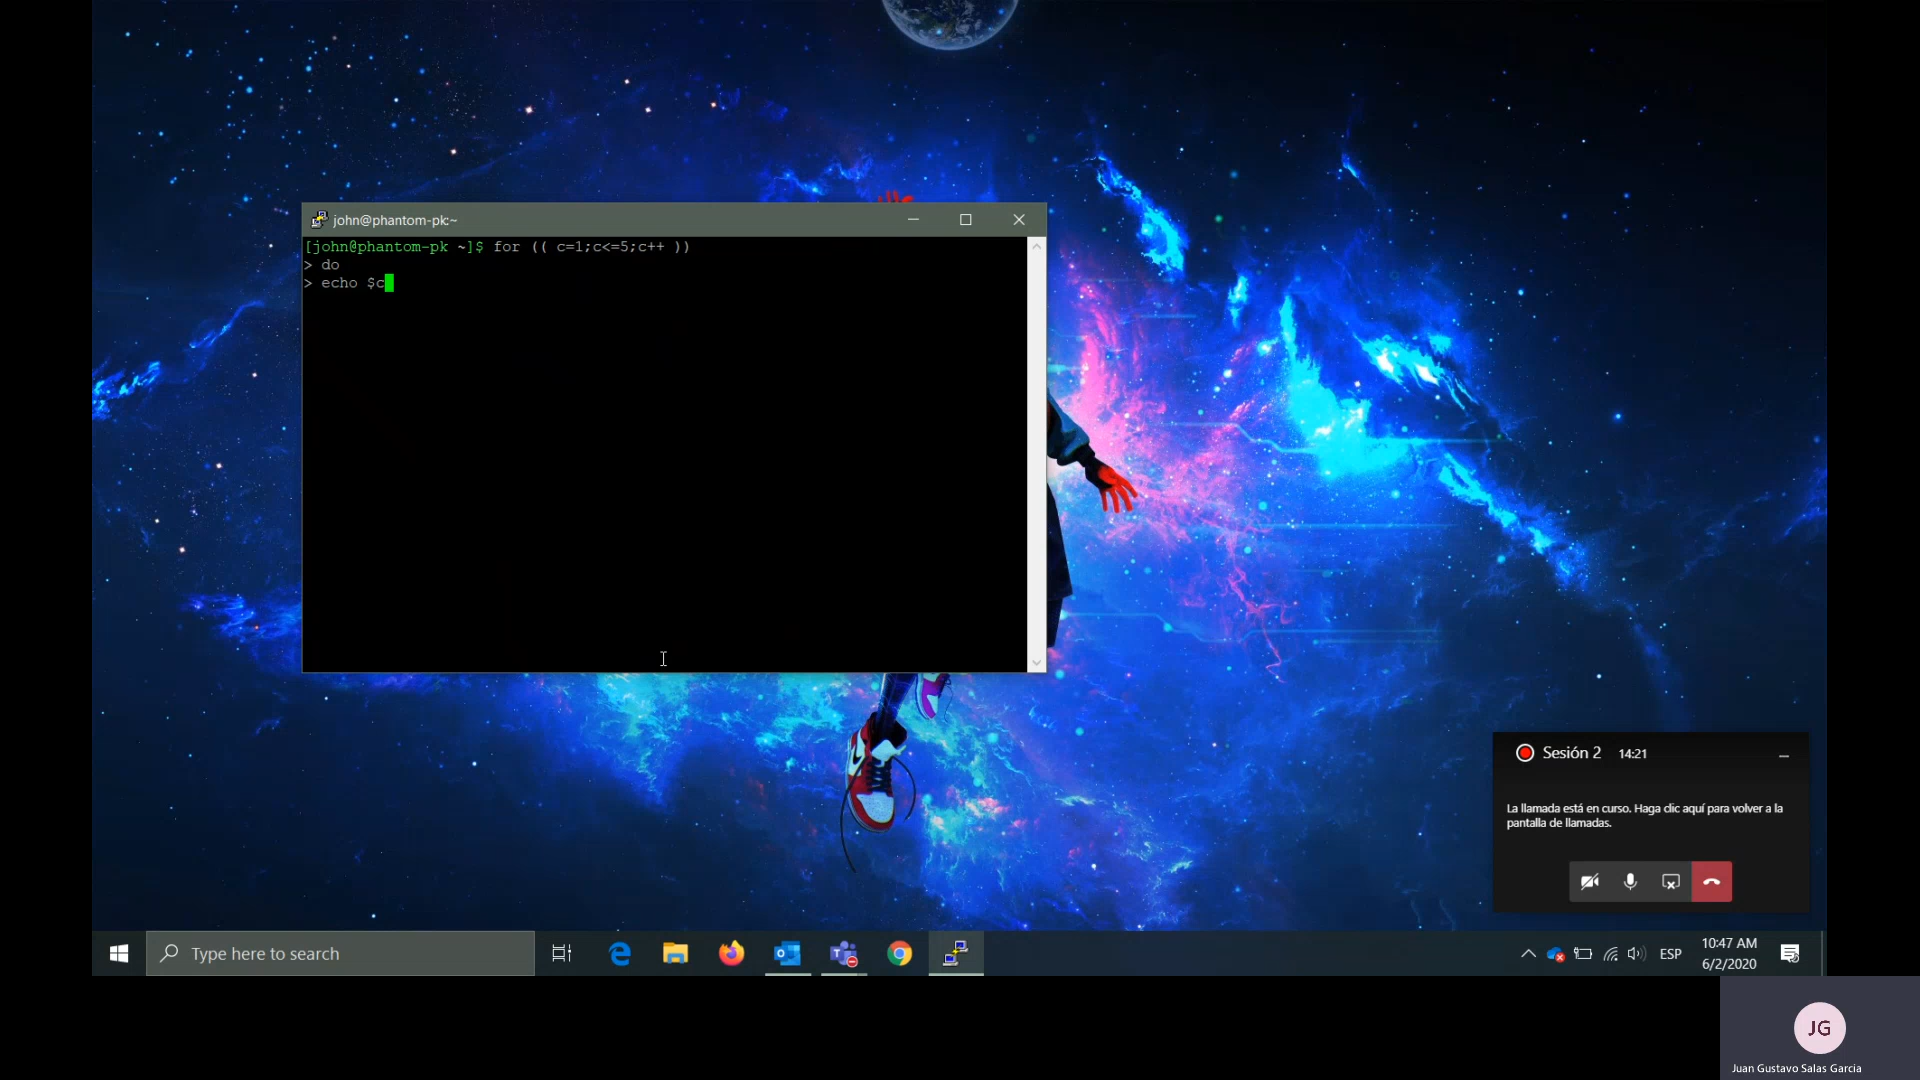 john@phantom-pk:~
[john@phantom-pk ~]$ for (( c=1;c<=5;c++ ))
> do
> echo $c
Sesión 2 14:21
La llamada está en curso. Haga clic aquí para volver a la
pantalla de llamadas.
Type here to search
ESP
10:47 AM
6/2/2020
JG
Juan Gustavo Salas Garcia